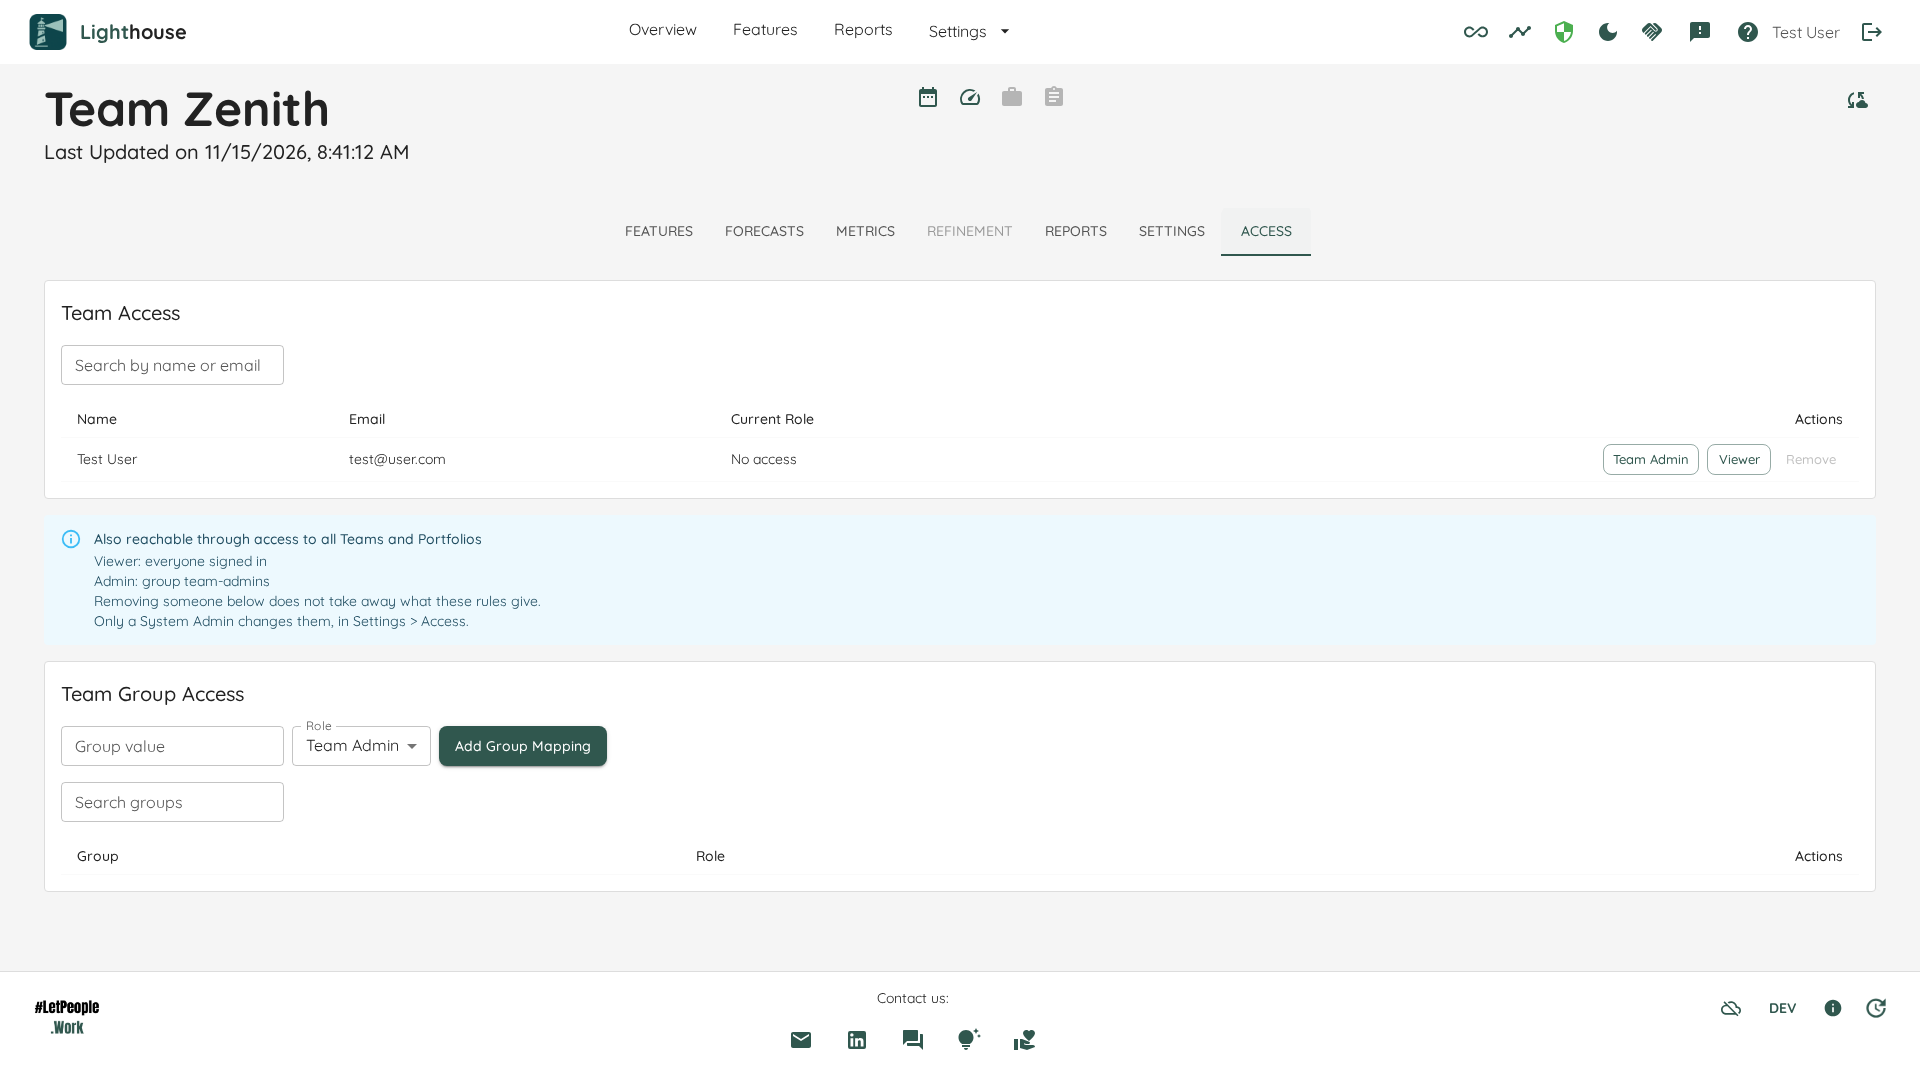 Lighthouse
Overview
Features
Reports
Settings
Test User
Team Zenith
Last Updated on 11/15/2026, 8:41:12 AM
FEATURES
FORECASTS
METRICS
REFINEMENT
REPORTS
SETTINGS
ACCESS
Team Access
Search by name or email
Name Email Current Role Actions
Test User test@user.com No access Team Admin Viewer Remove
Also reachable through access to all Teams and Portfolios
Viewer: everyone signed in
Admin: group team-admins
Removing someone below does not take away what these rules give.
Only a System Admin changes them, in Settings > Access.
Team Group Access
Group value
Role
Team Admin
Add Group Mapping
Search groups
Group Role Actions
#LetPeople
.Work
Contact us:
DEV